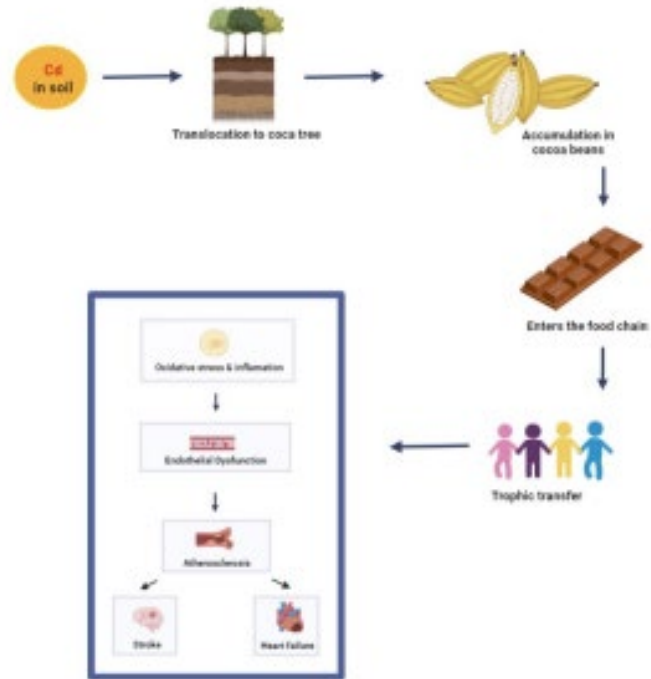 Cd
in soil
Translocation to coca tree
Accumulation in
cocoa beans
Enters the food chain
Trophic transfer
Oxidative stress & inflamation
Endothelial Dysfunction
Atherosclerosis
Stroke
Heart Failure